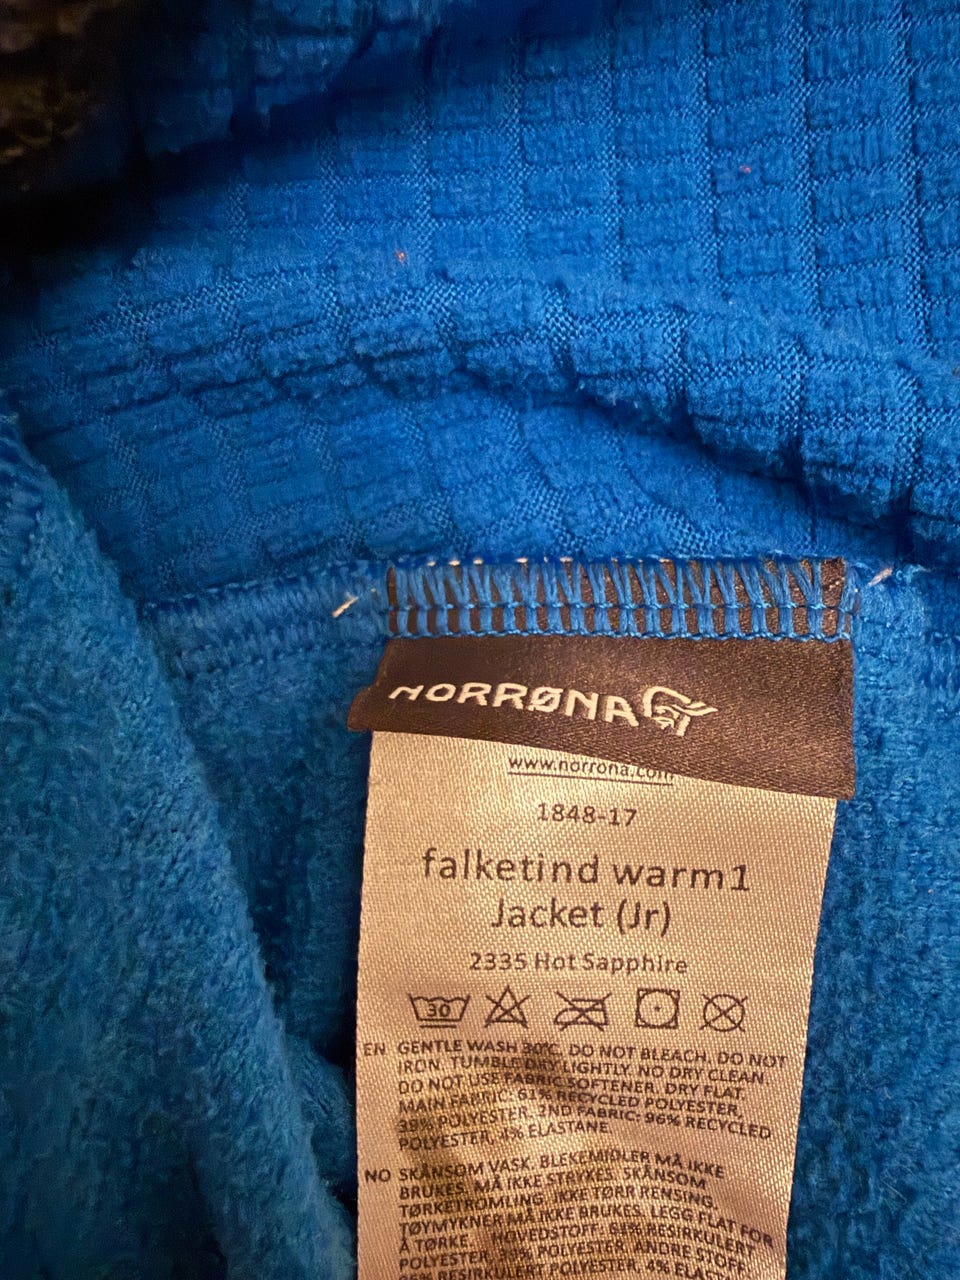 NORRØNA
www.norrona.com
1848-17
falketind warm1
Jacket (Jr)
2335 Hot Sapphire
30
EN GENTLE WASH 30°C. DO NOT BLEACH. DO NOT
IRON. TUMBLE DRY LIGHTLY. NO DRY CLEAN.
DO NOT USE FABRIC SOFTENER. DRY FLAT.
MAIN FABRIC: 61% RECYCLED POLYESTER,
39% POLYESTER. 2ND FABRIC: 96% RECYCLED
POLYESTER, 4% ELASTANE.
NO SKÅNSOM VASK. BLEKEMIDLER MÅ IKKE
BRUKES. MÅ IKKE STRYKES. SKÅNSOM
TØRKETROMLING. IKKE TØRR RENSING.
TØYMYKNER MÅ IKKE BRUKES. LEGG FLAT FOR
Å TØRKE. HOVEDSTOFF: 61% RESIRKULERT
POLYESTER, 39% POLYESTER. ANDRE STOFF:
96% RESIRKULERT POLYESTER, 4%